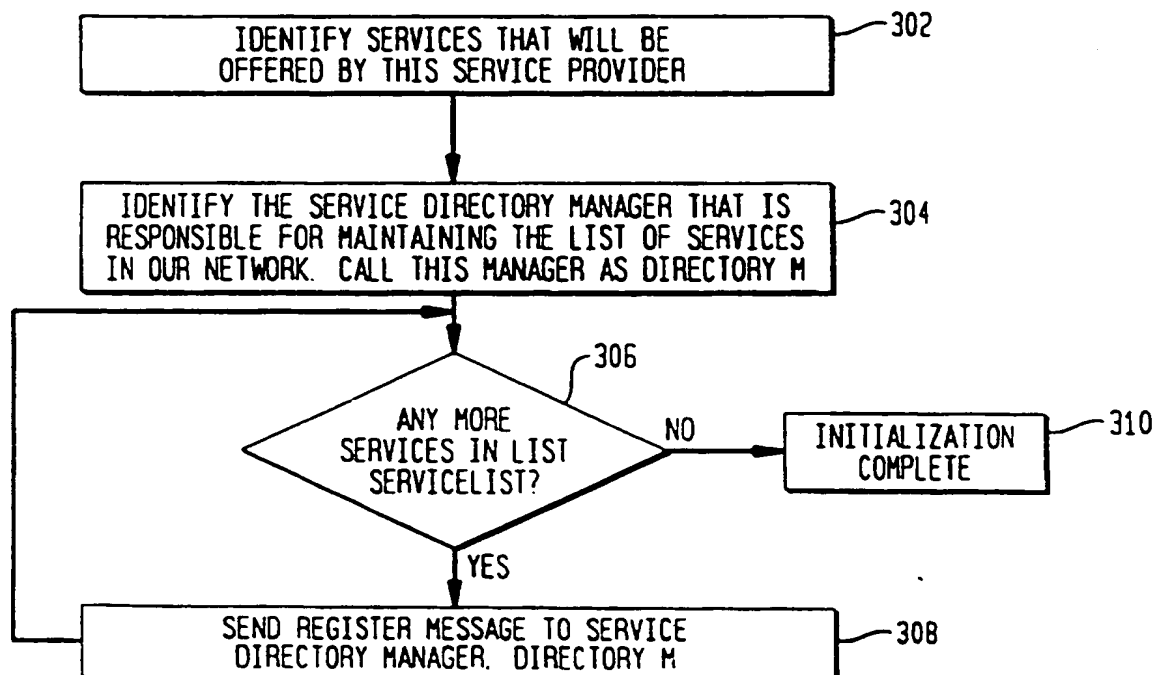 IDENTIFY SERVICES THAT WILL BE
OFFERED BY THIS SERVICE PROVIDER
302
IDENTIFY THE SERVICE DIRECTORY MANAGER THAT IS
RESPONSIBLE FOR MAINTAINING THE LIST OF SERVICES
IN OUR NETWORK. CALL THIS MANAGER AS DIRECTORY M
304
306
ANY MORE
SERVICES IN LIST
SERVICELIST?
NO
INITIALIZATION
COMPLETE
310
YES
SEND REGISTER MESSAGE TO SERVICE
DIRECTORY MANAGER. DIRECTORY M
308